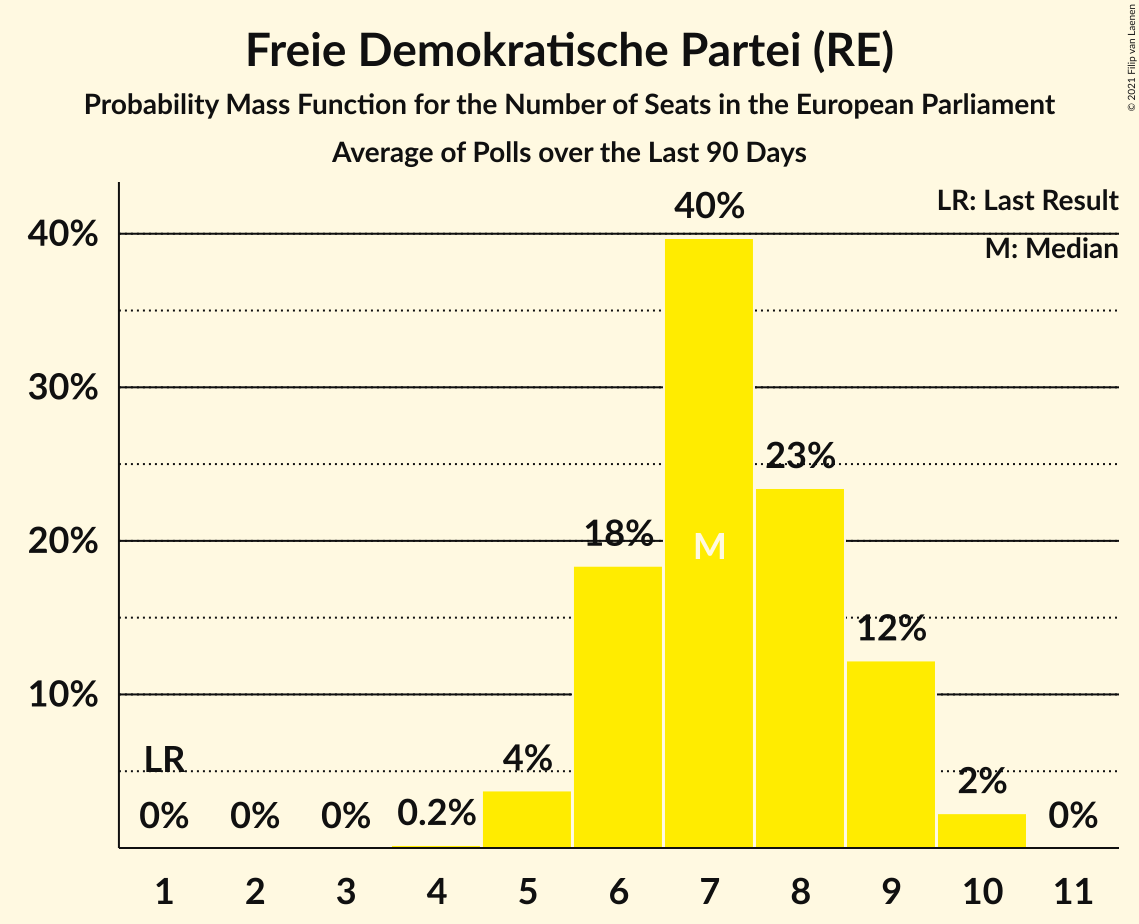 Freie Demokratische Partei (RE)
Probability Mass Function for the Number of Seats in the European Parliament
Average of Polls over the Last 90 Days
© 2021 Filip van Laenen
LR: Last Result
M: Median
40%
30%
20%
10%
LR
0%
0%
0%
0.2%
4%
18%
40%
M
23%
12%
2%
0%
1 2 3 4 5 6 7 8 9 10 11